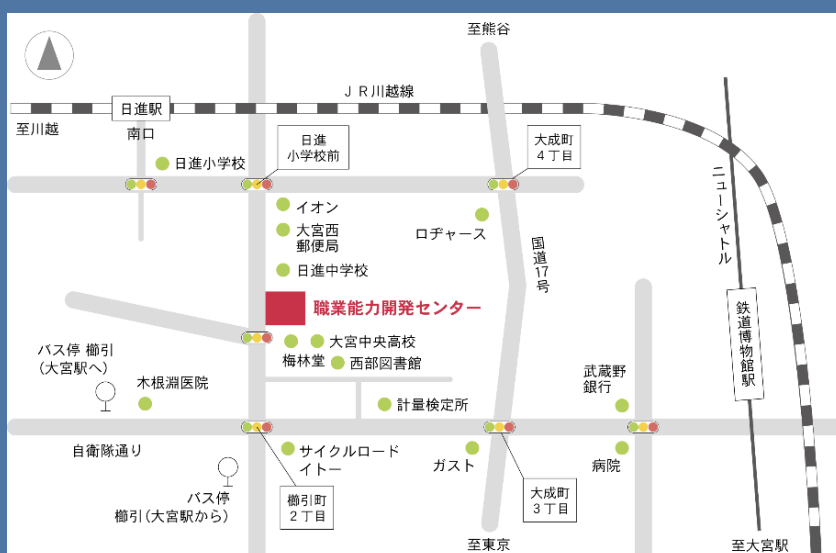 至熊谷
JR川越線
日進駅
至川越
南口
日進
小学校前
大成町
4丁目
日進小学校
イオン
大宮西
郵便局
ロヂャース
日進中学校
国道17号
ニューシャトル
鉄道博物館駅
職業能力開発センター
大宮中央高校
梅林堂
西部図書館
バス停 櫛引
(大宮駅へ)
木根淵医院
計量検定所
武蔵野
銀行
自衛隊通り
サイクルロード
イトー
ガスト
病院
バス停
櫛引(大宮駅から)
櫛引町
2丁目
大成町
3丁目
至東京
至大宮駅